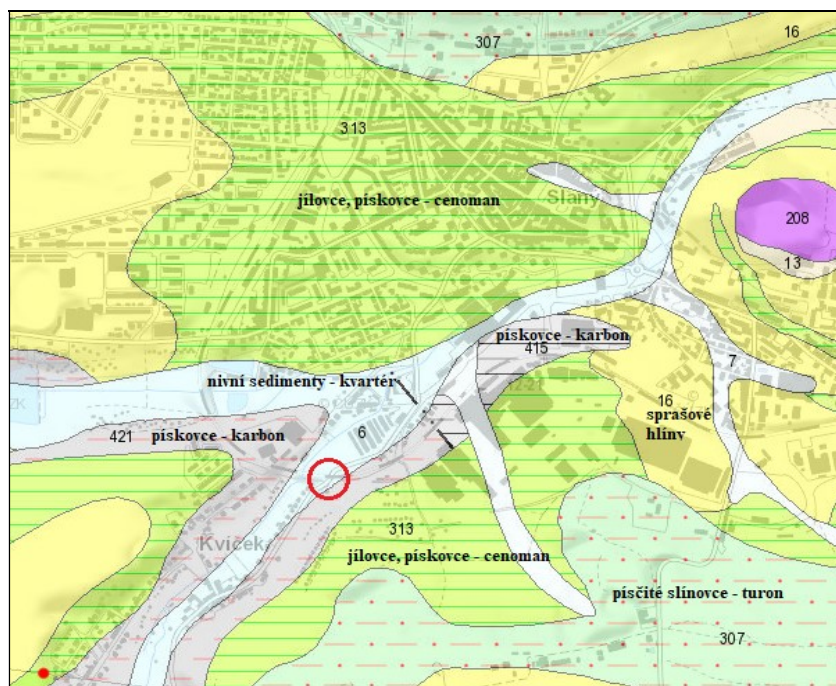 307
16
313
jílovce, pískovce - cenoman
Slaný
208
13
pískovce - karbon
415
nivní sedimenty - kvartér
7
16
sprašové
hlíny
421
pískovce - karbon
6
313
Kvíček
jílovce, pískovce - cenoman
písčité slínovce - turon
307